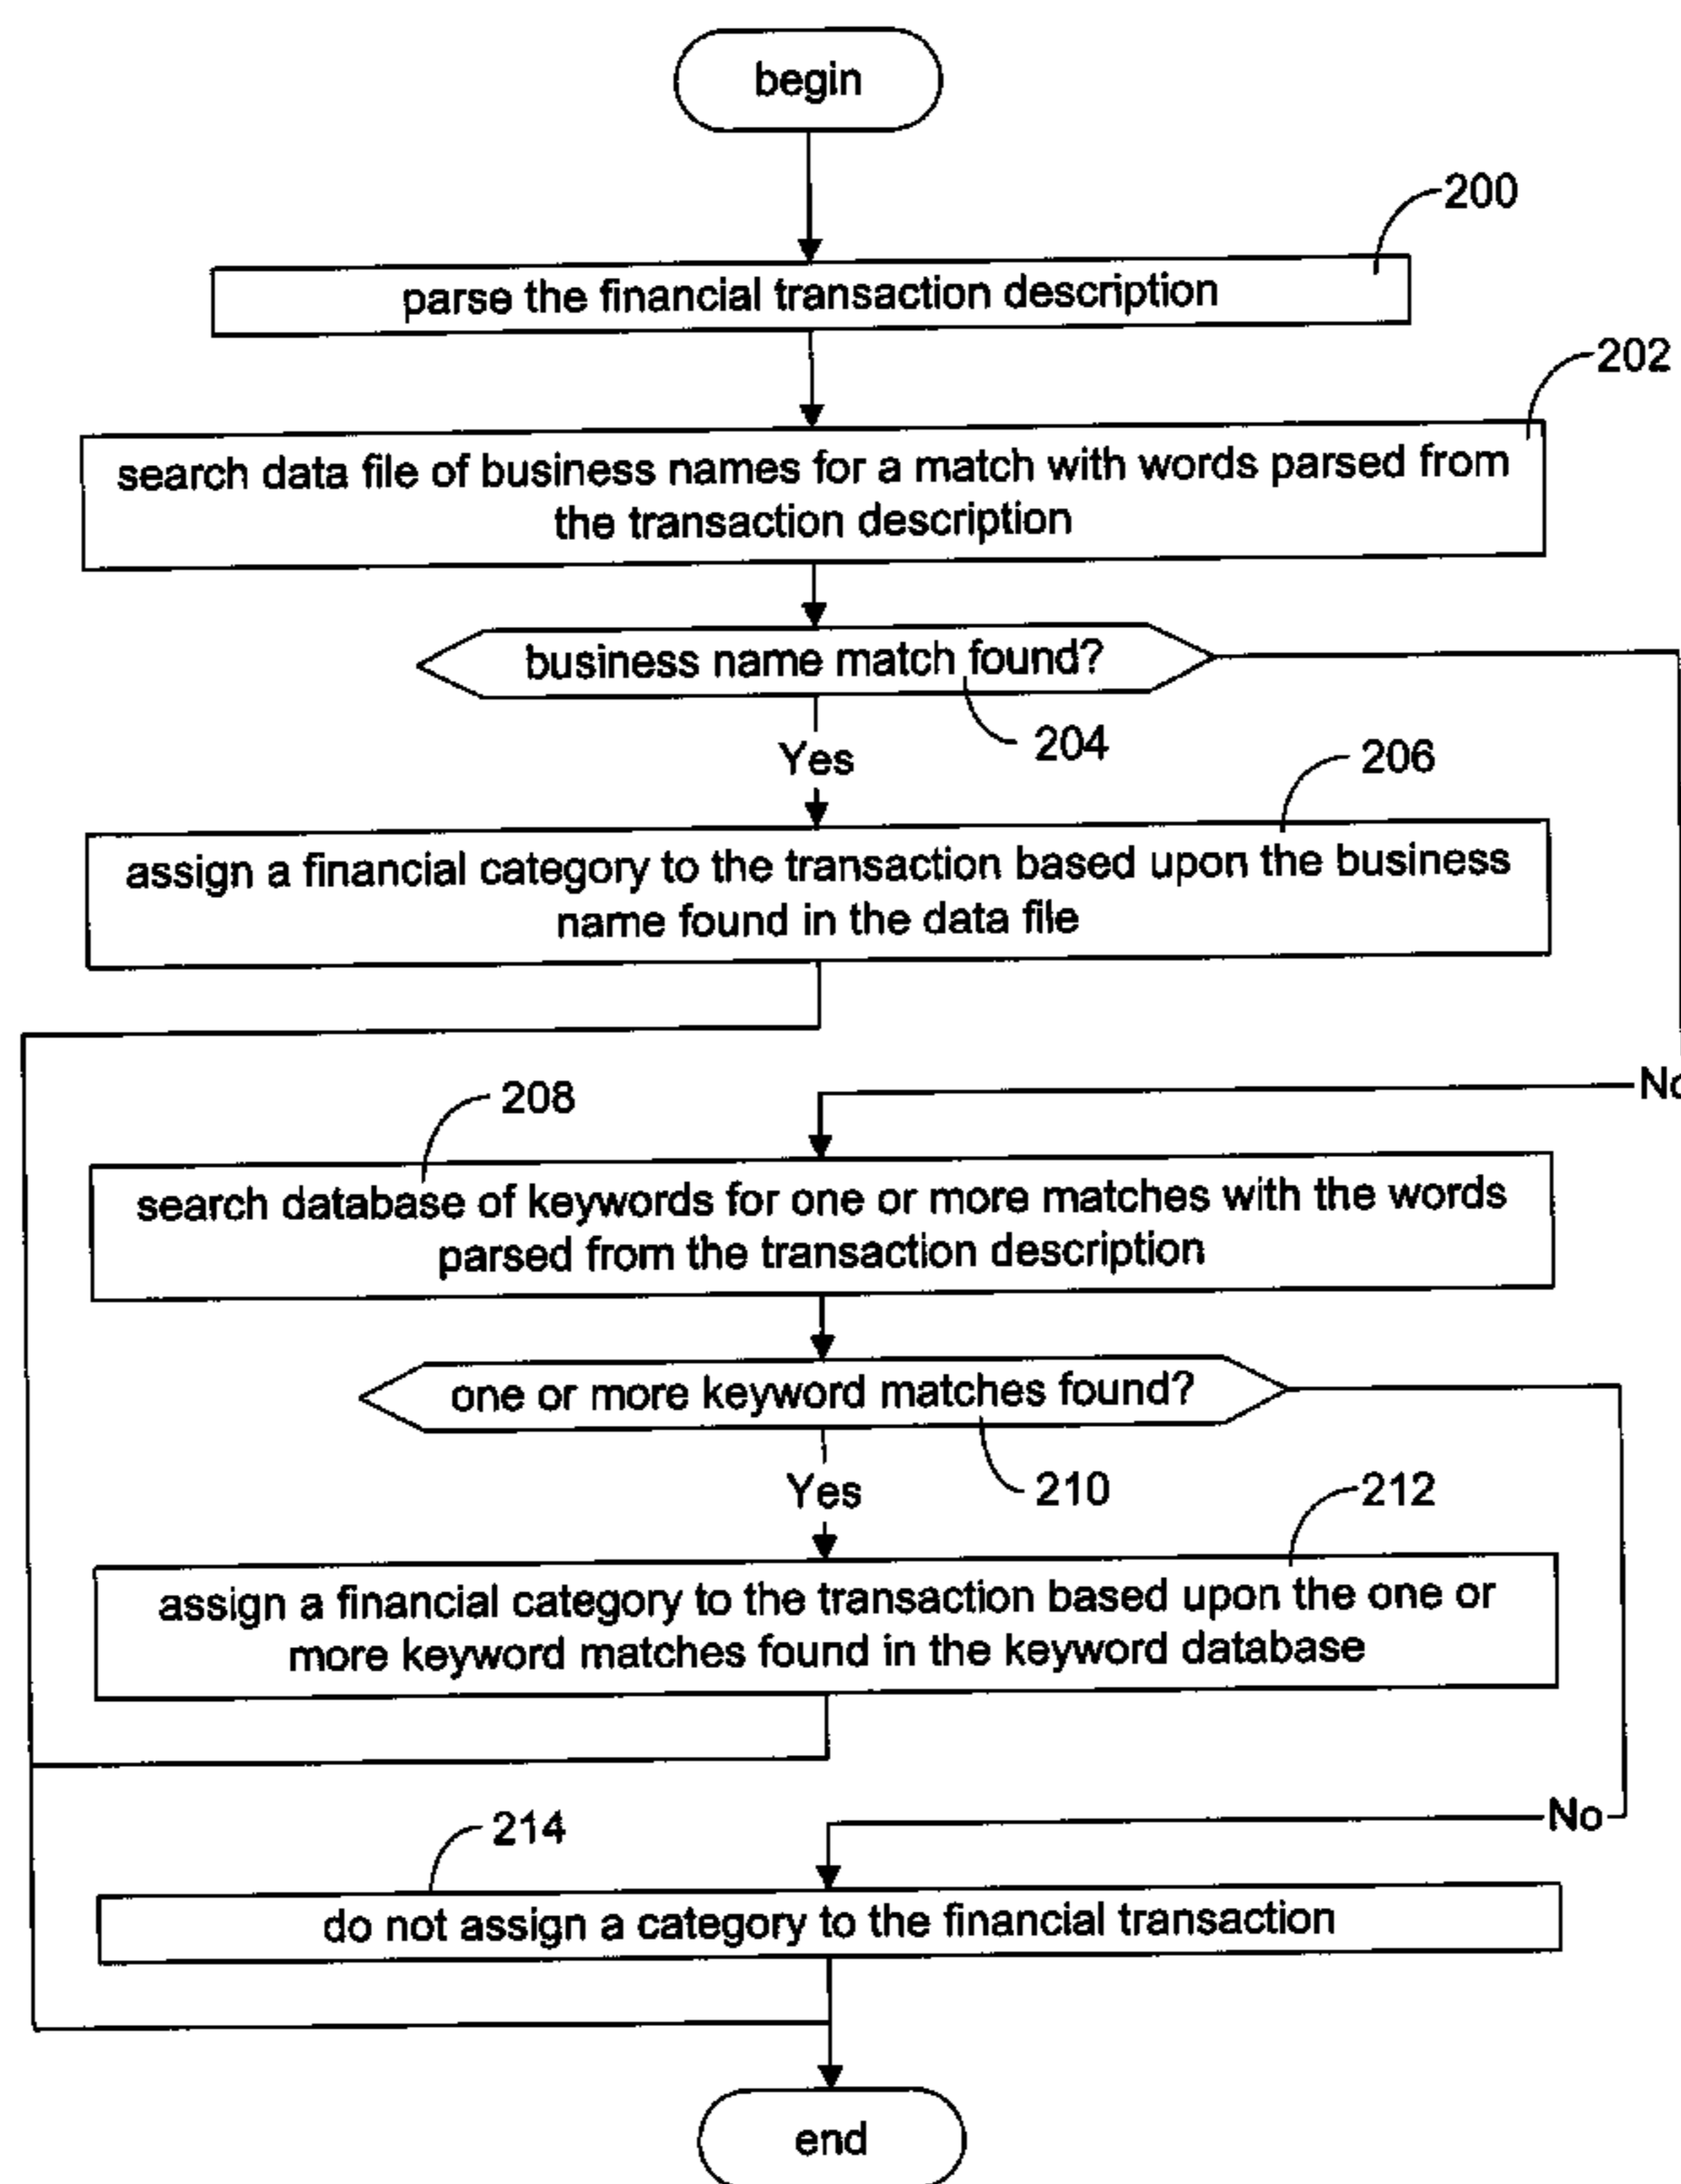 begin
200
parse the financial transaction description
202
search data file of business names for a match with words parsed from
the transaction description
business name match found?
204
Yes
206
assign a financial category to the transaction based upon the business
name found in the data file
No
208
search database of keywords for one or more matches with the words
parsed from the transaction description
one or more keyword matches found?
210
Yes
212
assign a financial category to the transaction based upon the one or
more keyword matches found in the keyword database
No
214
do not assign a category to the financial transaction
end